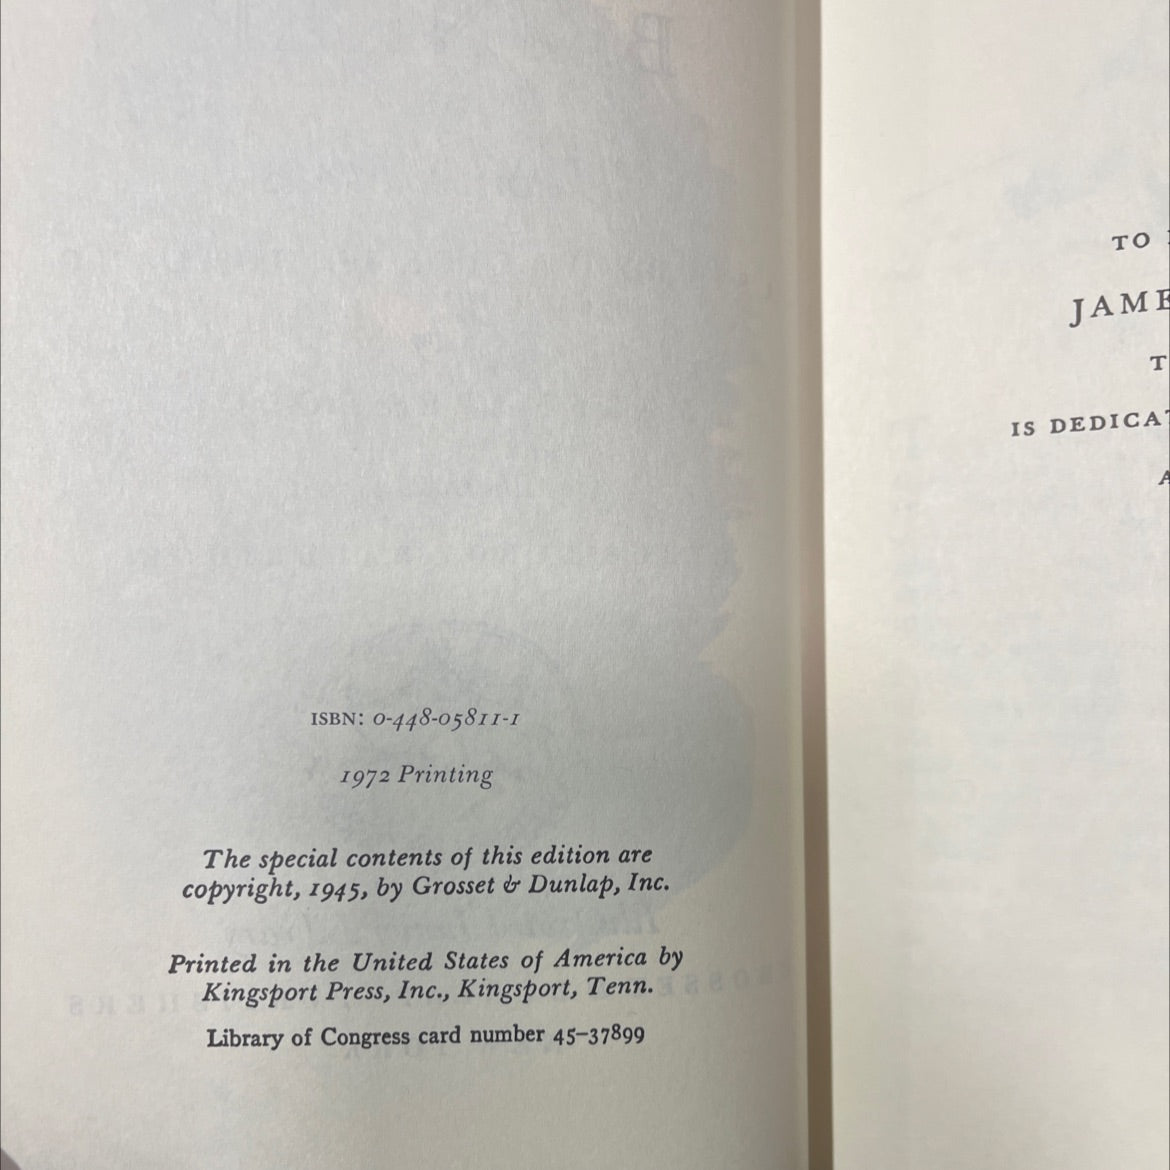 ISBN: 0-448-05811-1
1972 Printing
The special contents of this edition are
copyright, 1945, by Grosset & Dunlap, Inc.
Printed in the United States of America by
Kingsport Press, Inc., Kingsport, Tenn.
Library of Congress card number 45-37899
TO
JAME
T
IS DEDICAT
A